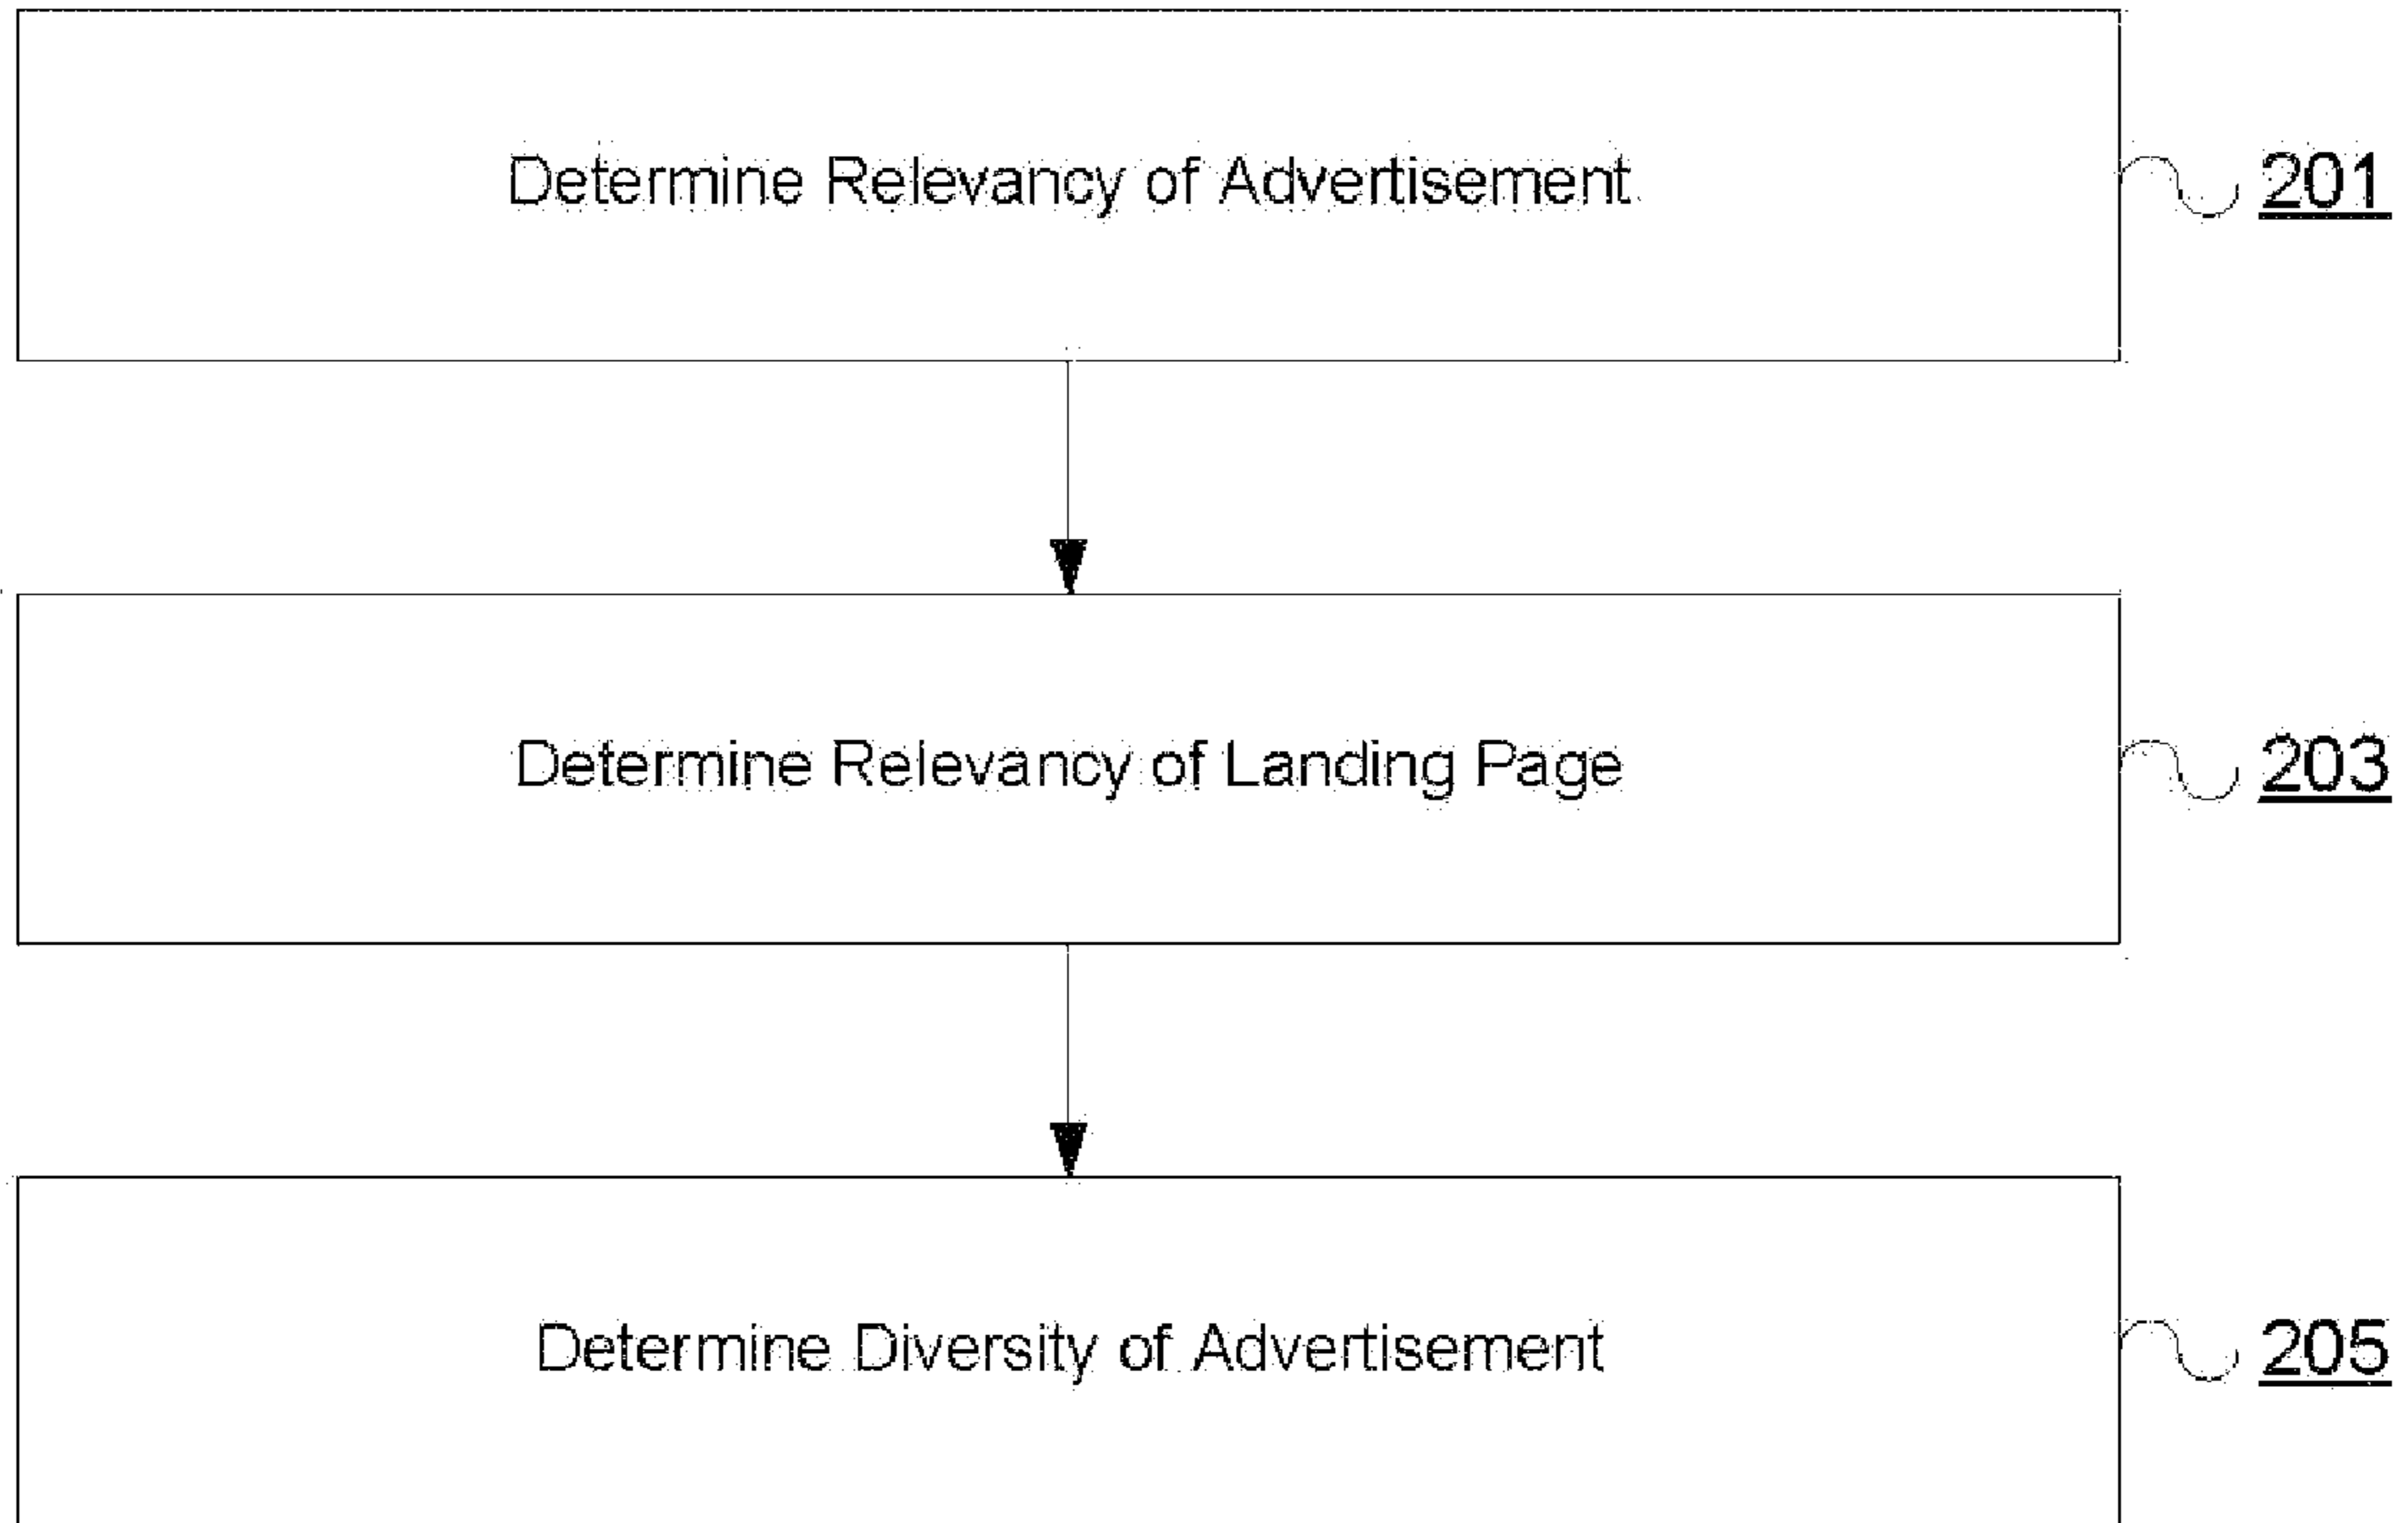 Determine Relevancy of Advertisement
201
Determine Relevancy of Landing Page
203
Determine Diversity of Advertisement
205